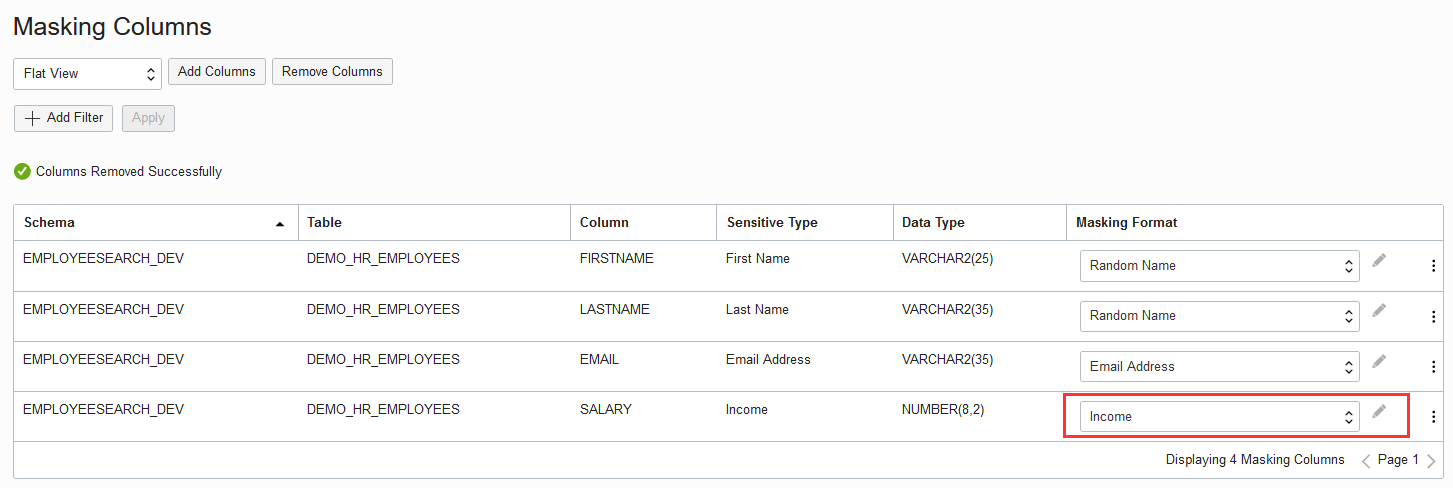 Masking Columns
Flat View Add Columns Remove Columns
Add Filter Apply
Columns Removed Successfully
Schema Table Column Sensitive Type Data Type Masking Format
EMPLOYEESEARCH_DEV DEMO_HR_EMPLOYEES FIRSTNAME First Name VARCHAR2(25) Random Name
EMPLOYEESEARCH_DEV DEMO_HR_EMPLOYEES LASTNAME Last Name VARCHAR2(35) Random Name
EMPLOYEESEARCH_DEV DEMO_HR_EMPLOYEES EMAIL Email Address VARCHAR2(35) Email Address
EMPLOYEESEARCH_DEV DEMO_HR_EMPLOYEES SALARY Income NUMBER(8,2) Income
Displaying 4 Masking Columns Page 1